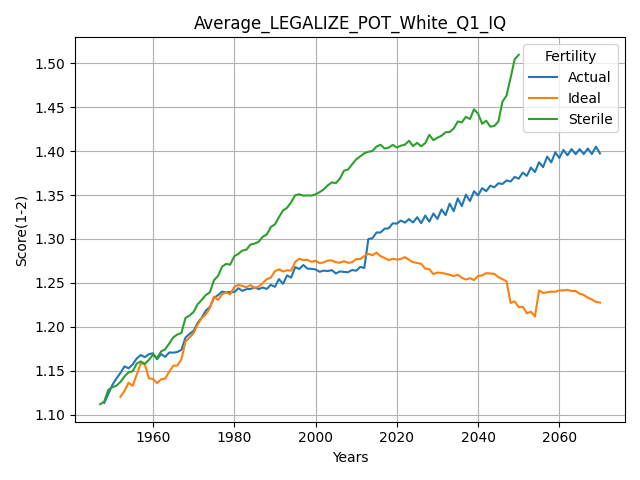 Average_LEGALIZE_POT_White_Q1_IQ
Fertility
Actual
Ideal
Sterile
Score(1-2)
1.50
1.45
1.40
1.35
1.30
1.25
1.20
1.15
1.10
1960 1980 2000 2020 2040 2060
Years